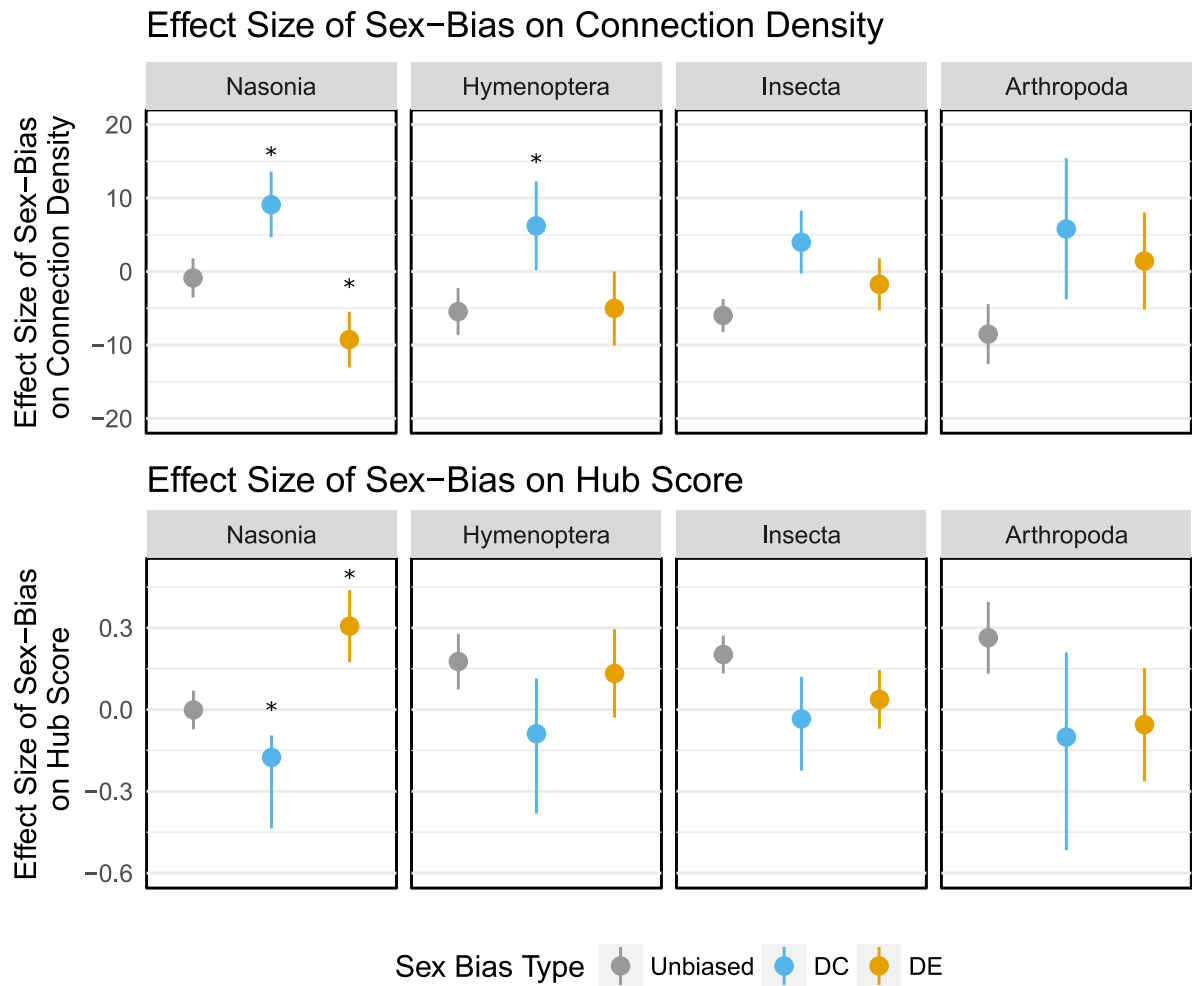 Effect Size of Sex−Bias on Connection Density
Nasonia Hymenoptera Insecta Arthropoda
Effect Size of Sex−Bias
on Connection Density
20
*
*
10
0
*
−10
−20
Effect Size of Sex−Bias on Hub Score
Nasonia Hymenoptera Insecta Arthropoda
Effect Size of Sex−Bias
on Hub Score
*
0.3
0.0
*
−0.3
−0.6
Sex Bias Type Unbiased DC DE